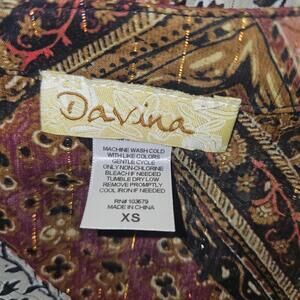 Davina
MACHINE WASH COLD
WITH LIKE COLORS
GENTLE CYCLE
ONLY NON-CHLORINE
BLEACH IF NEEDED
TUMBLE DRY LOW
REMOVE PROMPTLY
COOL IRON IF NEEDED
RN# 103679
MADE IN CHINA
XS